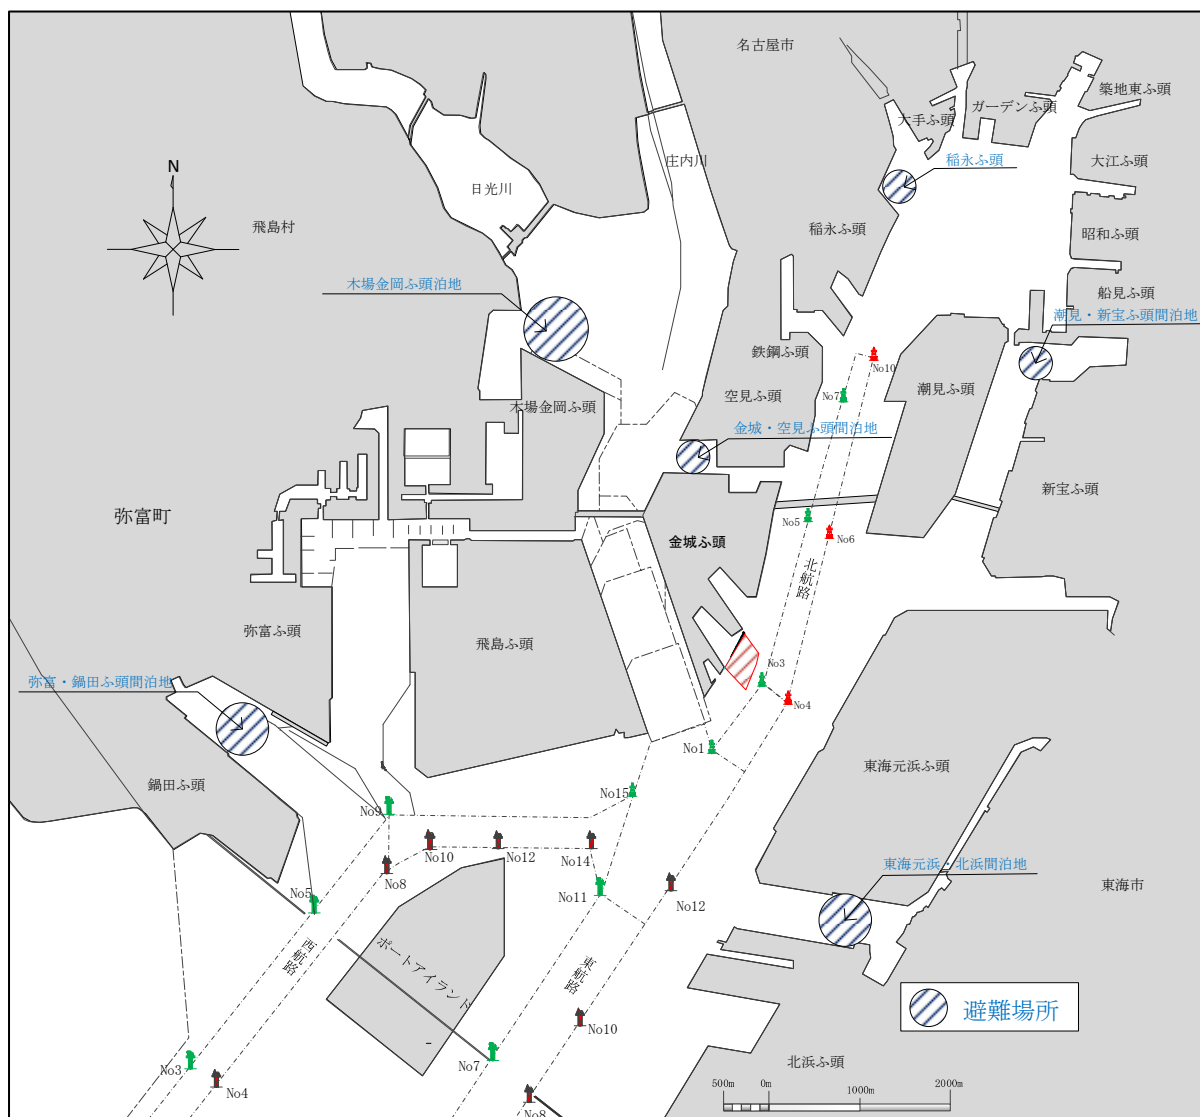 名古屋市
築地東ふ頭
ガーデンふ頭
大手ふ頭
稲永ふ頭
大江ふ頭
庄内川
日光川
N
飛島村
稲永ふ頭
昭和ふ頭
木場金岡ふ頭泊地
船見ふ頭
潮見・新宝ふ頭間泊地
鉄鋼ふ頭
No10
潮見ふ頭
空見ふ頭
No7
木場金岡ふ頭
金城・空見ふ頭間泊地
新宝ふ頭
弥富町
No5
No6
金城ふ頭
北航路
弥富ふ頭
飛島ふ頭
No3
弥富・鍋田ふ頭間泊地
No4
No1
東海元浜ふ頭
鍋田ふ頭
No15
No9
No10
No12
No14
No8
東海元浜・北浜間泊地
No5
No11
No12
東海市
西航路
ポートアイランド
東航路
避難場所
No10
No7
北浜ふ頭
No3
No4
No8
500m
0m
1000m
2000m